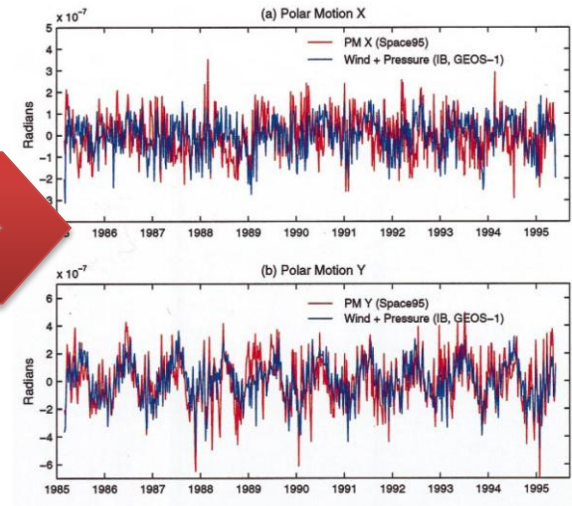 x 10⁻⁷
(a) Polar Motion X
5
4
3
2
1
0
−1
−2
Radians
PM X (Space95)
Wind + Pressure (IB, GEOS−1)
1986 1987 1988 1989 1990 1991 1992 1993 1994 1995
x 10⁻⁷
(b) Polar Motion Y
6
4
2
0
−2
−4
−6
Radians
PM Y (Space95)
Wind + Pressure (IB, GEOS−1)
1985 1986 1987 1988 1989 1990 1991 1992 1993 1994 1995